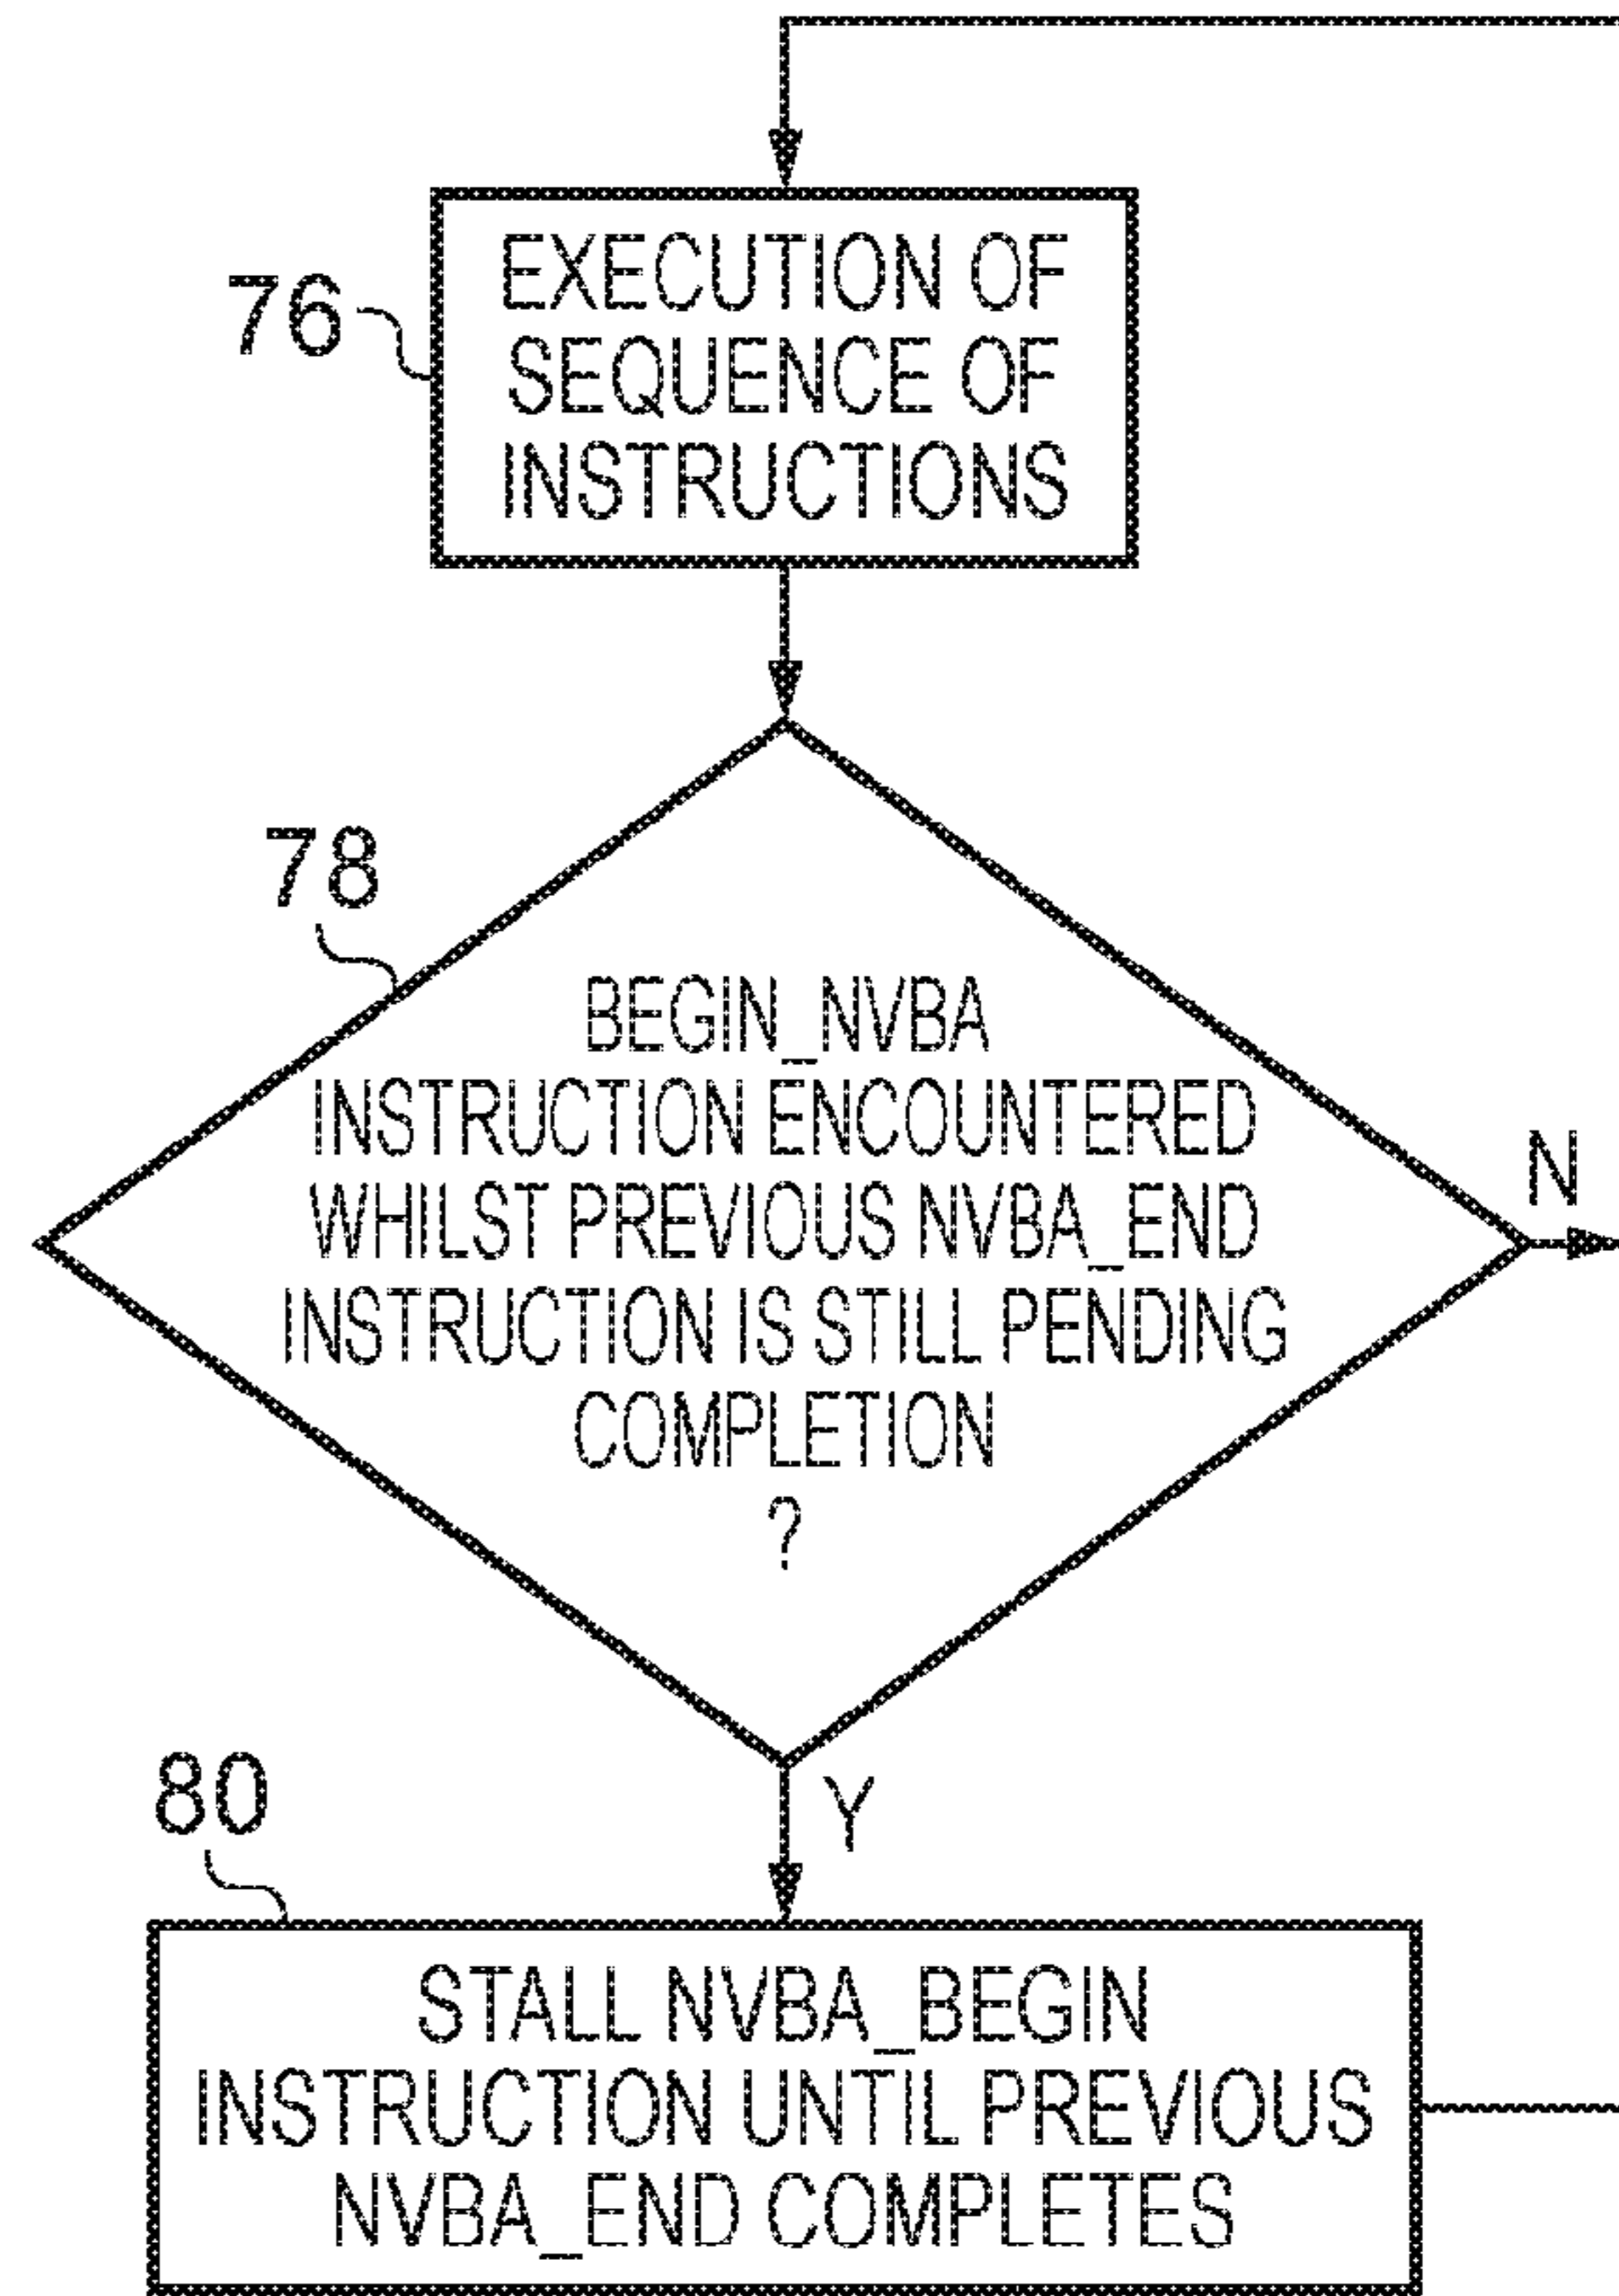 76
EXECUTION OF
SEQUENCE OF
INSTRUCTIONS
78
BEGIN_NVBA
INSTRUCTION ENCOUNTERED
WHILST PREVIOUS NVBA_END
INSTRUCTION IS STILL PENDING
COMPLETION
?
N
Y
80
STALL NVBA_BEGIN
INSTRUCTION UNTIL PREVIOUS
NVBA_END COMPLETES